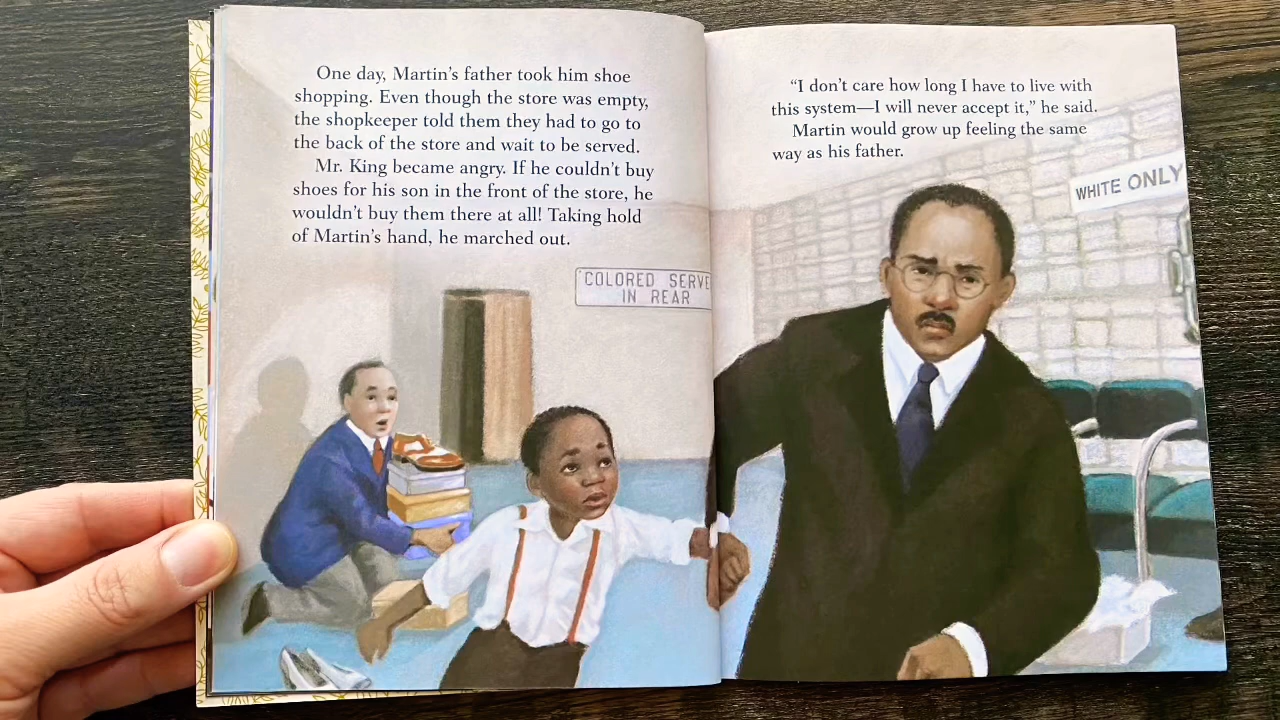 One day, Martin's father took him shoe
shopping. Even though the store was empty,
the shopkeeper told them they had to go to
the back of the store and wait to be served.
Mr. King became angry. If he couldn't buy
shoes for his son in the front of the store, he
wouldn't buy them there at all! Taking hold
of Martin's hand, he marched out.
COLORED SERVE
IN REAR
“I don't care how long I have to live with
this system—I will never accept it,” he said.
Martin would grow up feeling the same
way as his father.
WHITE ONLY